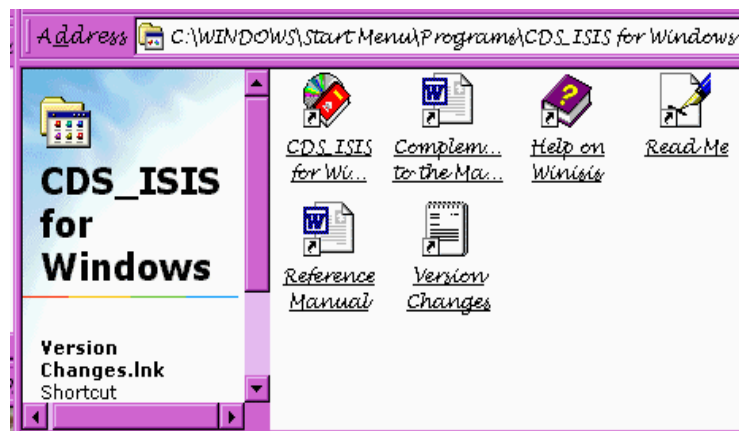 Address C:\WINDOWS\Start Menu\Programs\CDS_ISIS for Windows
CDS_ISIS
for
Windows
Version
Changes.lnk
Shortcut
CDS_ISIS
for Wi...
Complem...
to the Ma...
Help on
Winisis
Read Me
Reference
Manual
Version
Changes